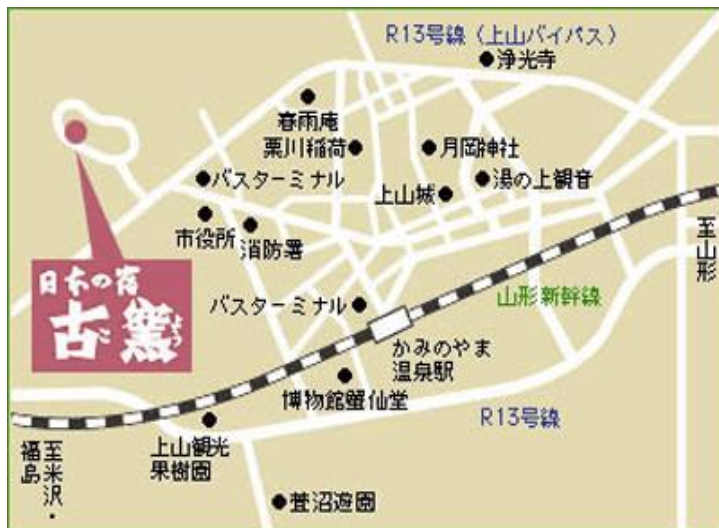 R13号線(上山バイパス)
浄光寺
春雨庵
栗川稲荷
月岡神社
バスターミナル
上山城
湯の上観音
市役所
消防署
至山形
日本の宿
古窯
こ
よう
バスターミナル
山形新幹線
かみのやま
温泉駅
博物館蟹仙堂
R13号線
上山観光
果樹園
至米沢・
福島
萱沼遊園